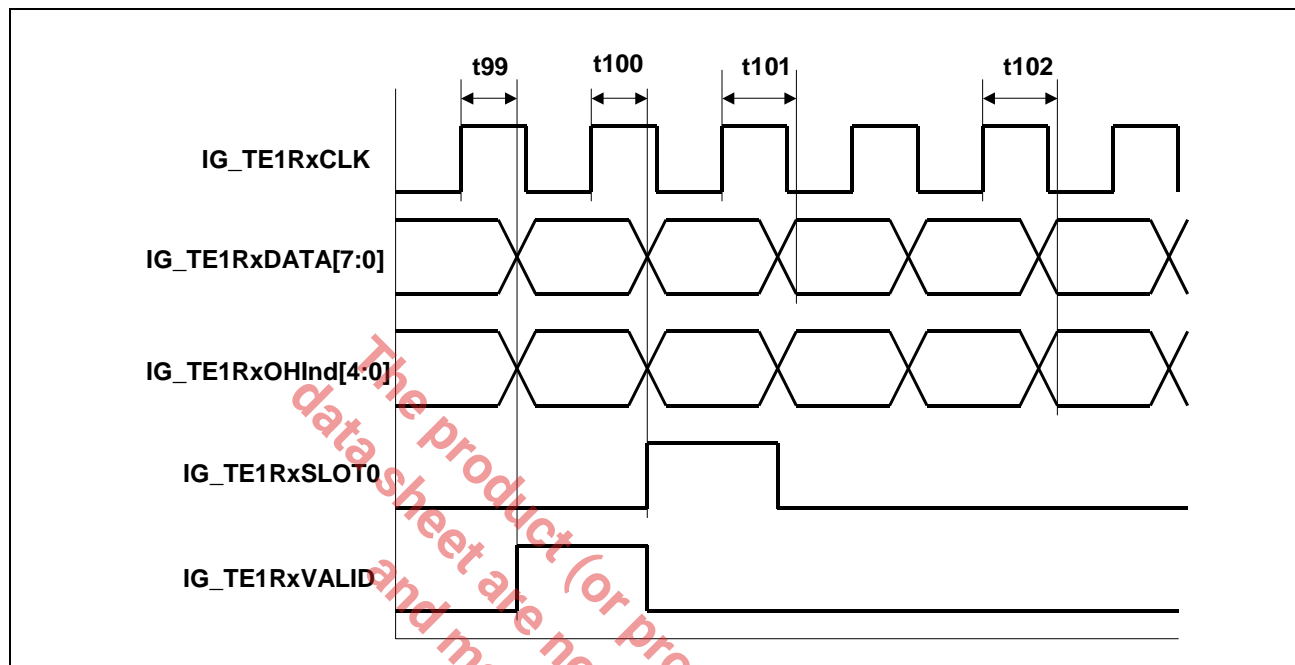 t99 t100 t101 t102
IG_TE1RxCLK
IG_TE1RxDATA[7:0]
IG_TE1RxOHInd[4:0]
IG_TE1RxSLOT0
IG_TE1RxVALID
The product (or pro
data sheet are no
and m